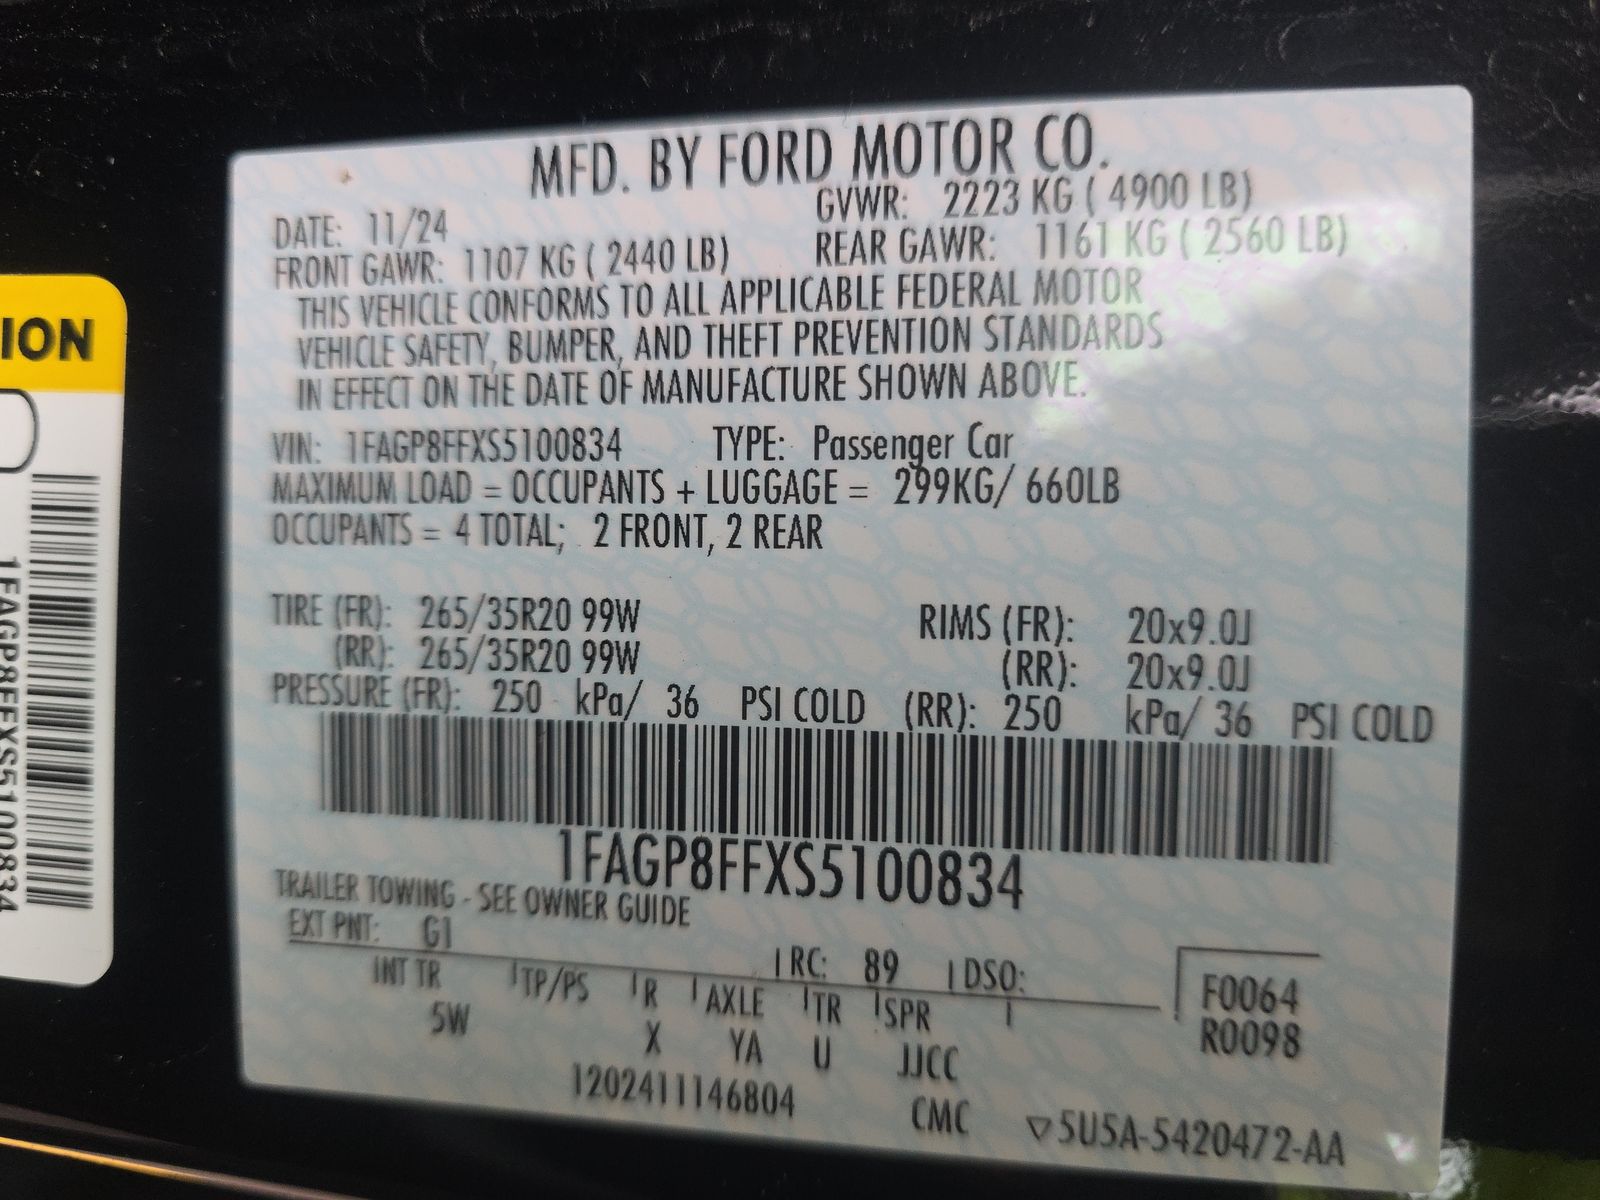 MFD. BY FORD MOTOR CO.
DATE: 11/24 GVWR: 2223 KG ( 4900 LB)
FRONT GAWR: 1107 KG ( 2440 LB) REAR GAWR: 1161 KG ( 2560 LB)
THIS VEHICLE CONFORMS TO ALL APPLICABLE FEDERAL MOTOR
VEHICLE SAFETY, BUMPER, AND THEFT PREVENTION STANDARDS
IN EFFECT ON THE DATE OF MANUFACTURE SHOWN ABOVE.
VIN: 1FAGP8FFXS5100834 TYPE: Passenger Car
MAXIMUM LOAD = OCCUPANTS + LUGGAGE = 299KG/ 660LB
OCCUPANTS = 4 TOTAL; 2 FRONT, 2 REAR
TIRE (FR): 265/35R20 99W RIMS (FR): 20x9.0J
(RR): 265/35R20 99W (RR): 20x9.0J
PRESSURE (FR): 250 kPa/ 36 PSI COLD (RR): 250 kPa/ 36 PSI COLD
1FAGP8FFXS5100834
TRAILER TOWING - SEE OWNER GUIDE
EXT PNT: G1 RC: 89 DSO:
INT TR TP/PS R AXLE TR SPR
5W X YA U JJCC
F0064
R0098
1202411146804 CMC ▽5U5A-5420472-AA
ION
1FAGP8FFXS5100834